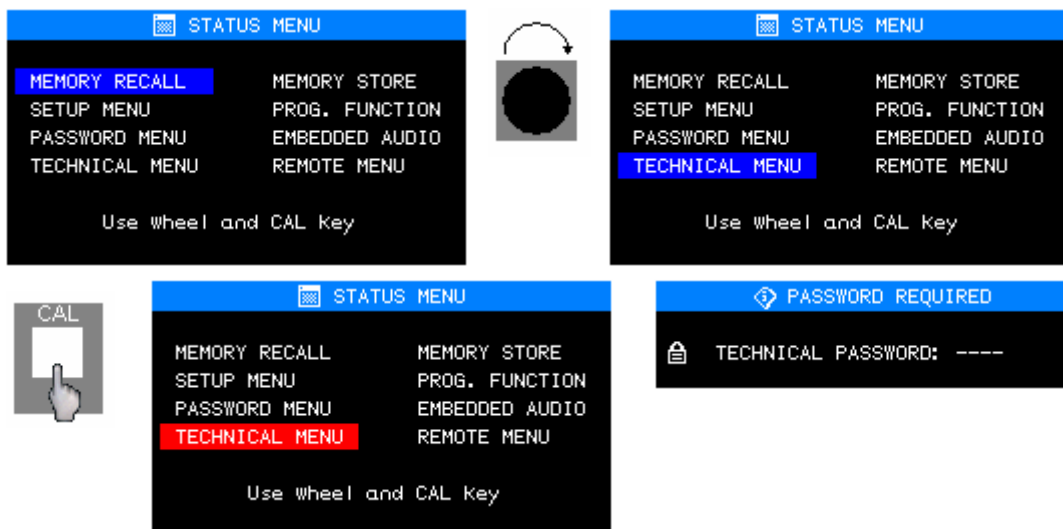 STATUS MENU
MEMORY RECALL MEMORY STORE
SETUP MENU PROG. FUNCTION
PASSWORD MENU EMBEDDED AUDIO
TECHNICAL MENU REMOTE MENU
Use Wheel and CAL Key
STATUS MENU
MEMORY RECALL MEMORY STORE
SETUP MENU PROG. FUNCTION
PASSWORD MENU EMBEDDED AUDIO
TECHNICAL MENU REMOTE MENU
Use Wheel and CAL Key
CAL
STATUS MENU
MEMORY RECALL MEMORY STORE
SETUP MENU PROG. FUNCTION
PASSWORD MENU EMBEDDED AUDIO
TECHNICAL MENU REMOTE MENU
Use Wheel and CAL Key
PASSWORD REQUIRED
TECHNICAL PASSWORD: ----